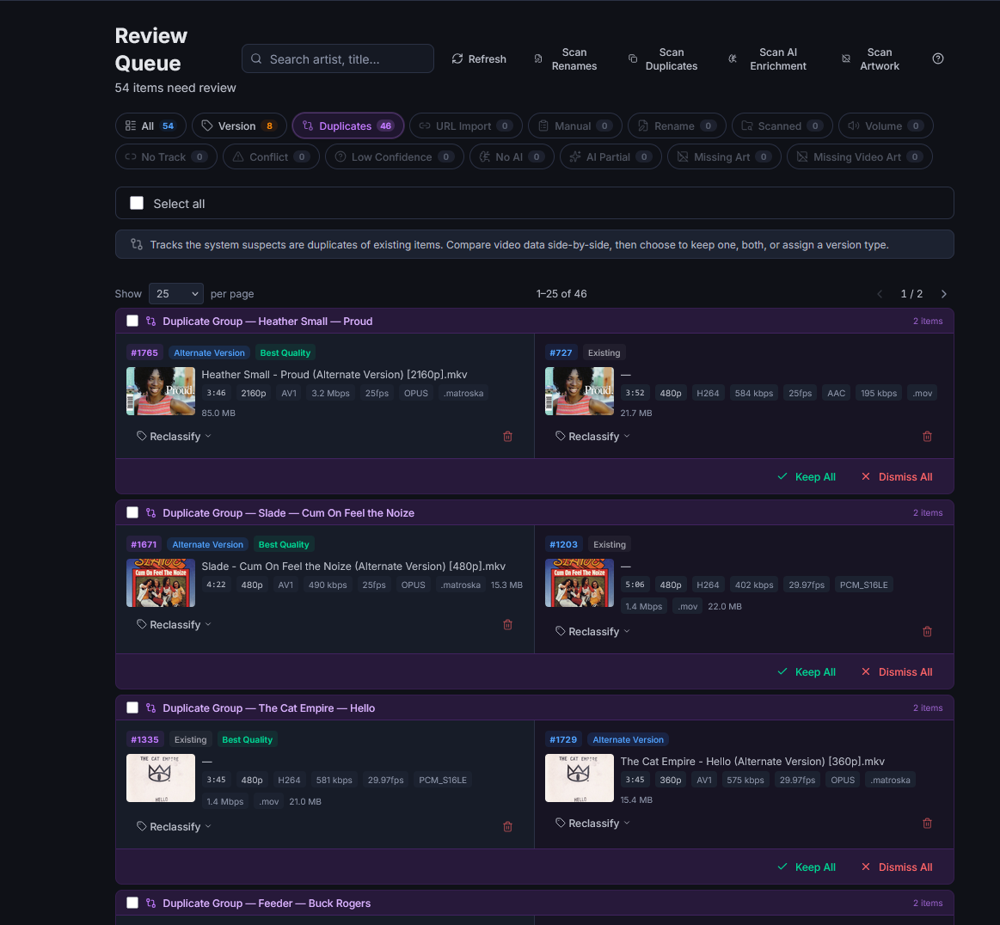 Review
Queue
54 items need review
Search artist, title...
Refresh
Scan
Renames
Scan
Duplicates
Scan AI
Enrichment
Scan
Artwork
All 54
Version 8
Duplicates 46
URL Import 0
Manual 0
Rename 0
Scanned 0
Volume 0
No Track 0
Conflict 0
Low Confidence 0
No AI 0
AI Partial 0
Missing Art 0
Missing Video Art 0
Select all
Tracks the system suspects are duplicates of existing items. Compare video data side-by-side, then choose to keep one, both, or assign a version type.
Show 25 per page
1–25 of 46
1 / 2
Duplicate Group — Heather Small — Proud
2 items
#1765 Alternate Version Best Quality
Proud.
Heather Small - Proud (Alternate Version) [2160p].mkv
3:46 2160p AV1 3.2 Mbps 25fps OPUS .matroska
85.0 MB
Reclassify
#727 Existing
Proud.
—
3:52 480p H264 584 kbps 25fps AAC 195 kbps .mov
21.7 MB
Reclassify
Keep All
Dismiss All
Duplicate Group — Slade — Cum On Feel the Noize
2 items
#1671 Alternate Version Best Quality
SLADE
Cum On Feel The Noize
Slade - Cum On Feel the Noize (Alternate Version) [480p].mkv
4:22 480p AV1 490 kbps 25fps OPUS .matroska 15.3 MB
Reclassify
#1203 Existing
SLADE
Cum On Feel The Noize
—
5:06 480p H264 402 kbps 29.97fps PCM_S16LE
1.4 Mbps .mov 22.0 MB
Reclassify
Keep All
Dismiss All
Duplicate Group — The Cat Empire — Hello
2 items
#1335 Existing Best Quality
THE CAT EMPIRE
HELLO
—
3:45 480p H264 581 kbps 29.97fps PCM_S16LE
1.4 Mbps .mov 21.0 MB
Reclassify
#1729 Alternate Version
THE CAT EMPIRE
HELLO
The Cat Empire - Hello (Alternate Version) [360p].mkv
3:45 360p AV1 575 kbps 29.97fps OPUS .matroska
15.4 MB
Reclassify
Keep All
Dismiss All
Duplicate Group — Feeder — Buck Rogers
2 items